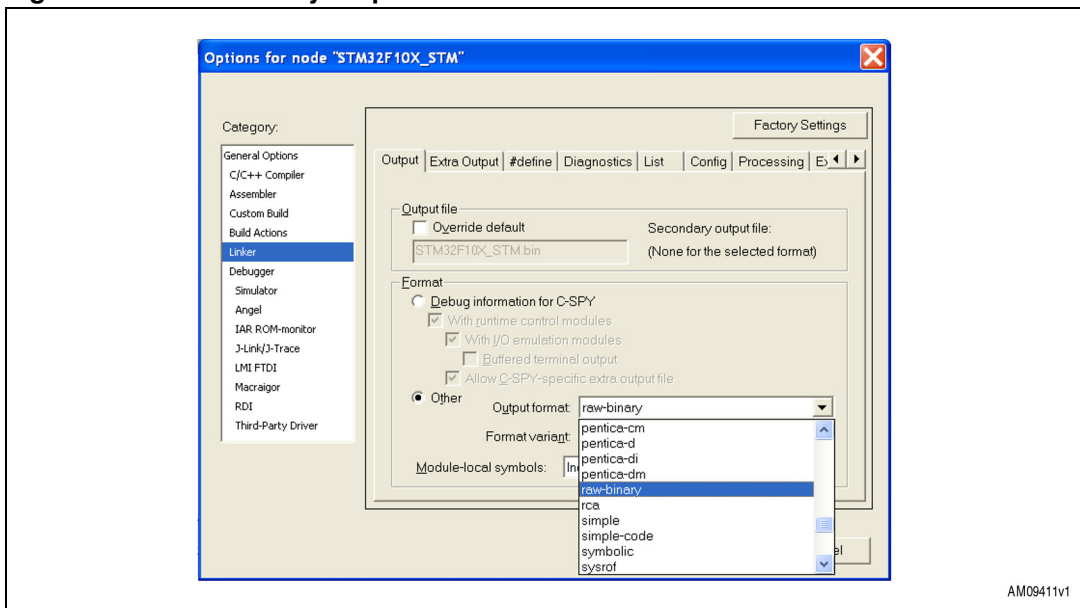 Options for node "STM32F10X_STM"
Category:
Factory Settings
General Options
C/C++ Compiler
Assembler
Custom Build
Build Actions
Linker
Debugger
Simulator
Angel
IAR ROM-monitor
J-Link/J-Trace
LMI FTDI
Macraigor
RDI
Third-Party Driver
Output
Extra Output
#define
Diagnostics
List
Config
Processing
Output file
Override default
Secondary output file:
STM32F10X_STM.bin
(None for the selected format)
Format
Debug information for C-SPY
With runtime control modules
With I/O emulation modules
Buffered terminal output
Allow C-SPY-specific extra output file
Other
Output format:
raw-binary
Format variant:
Module-local symbols:
pentica-cm
pentica-d
pentica-di
pentica-dm
raw-binary
rca
simple
simple-code
symbolic
sysrof
AM09411v1